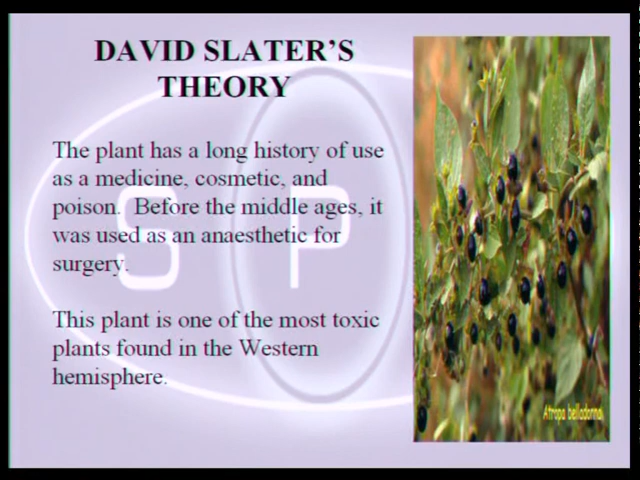 DAVID SLATER'S
THEORY
The plant has a long history of use
as a medicine, cosmetic, and
poison. Before the middle ages, it
was used as an anaesthetic for
surgery.
This plant is one of the most toxic
plants found in the Western
hemisphere.
Atropa belladonna
S P